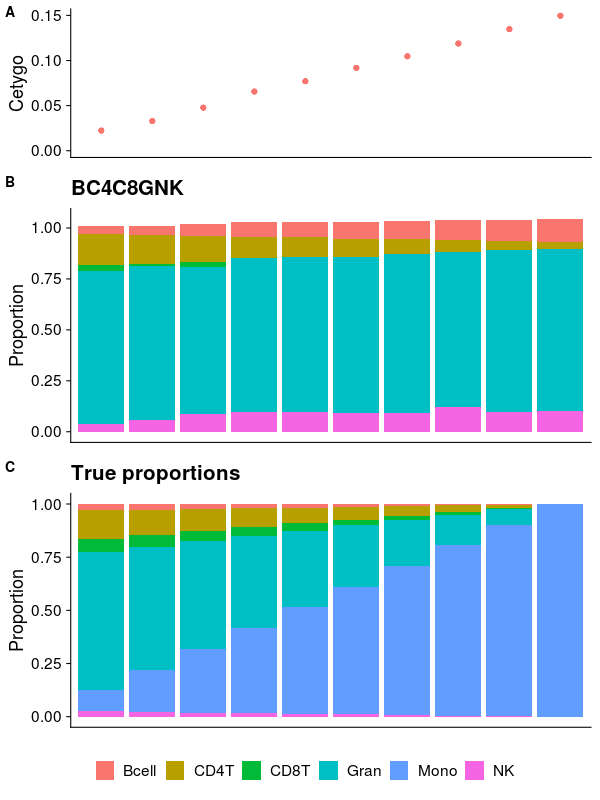 A
0.15
0.10
0.05
0.00
Cetygo
B
BC4C8GNK
1.00
0.75
0.50
0.25
0.00
Proportion
C
True proportions
1.00
0.75
0.50
0.25
0.00
Proportion
Bcell CD4T CD8T Gran Mono NK